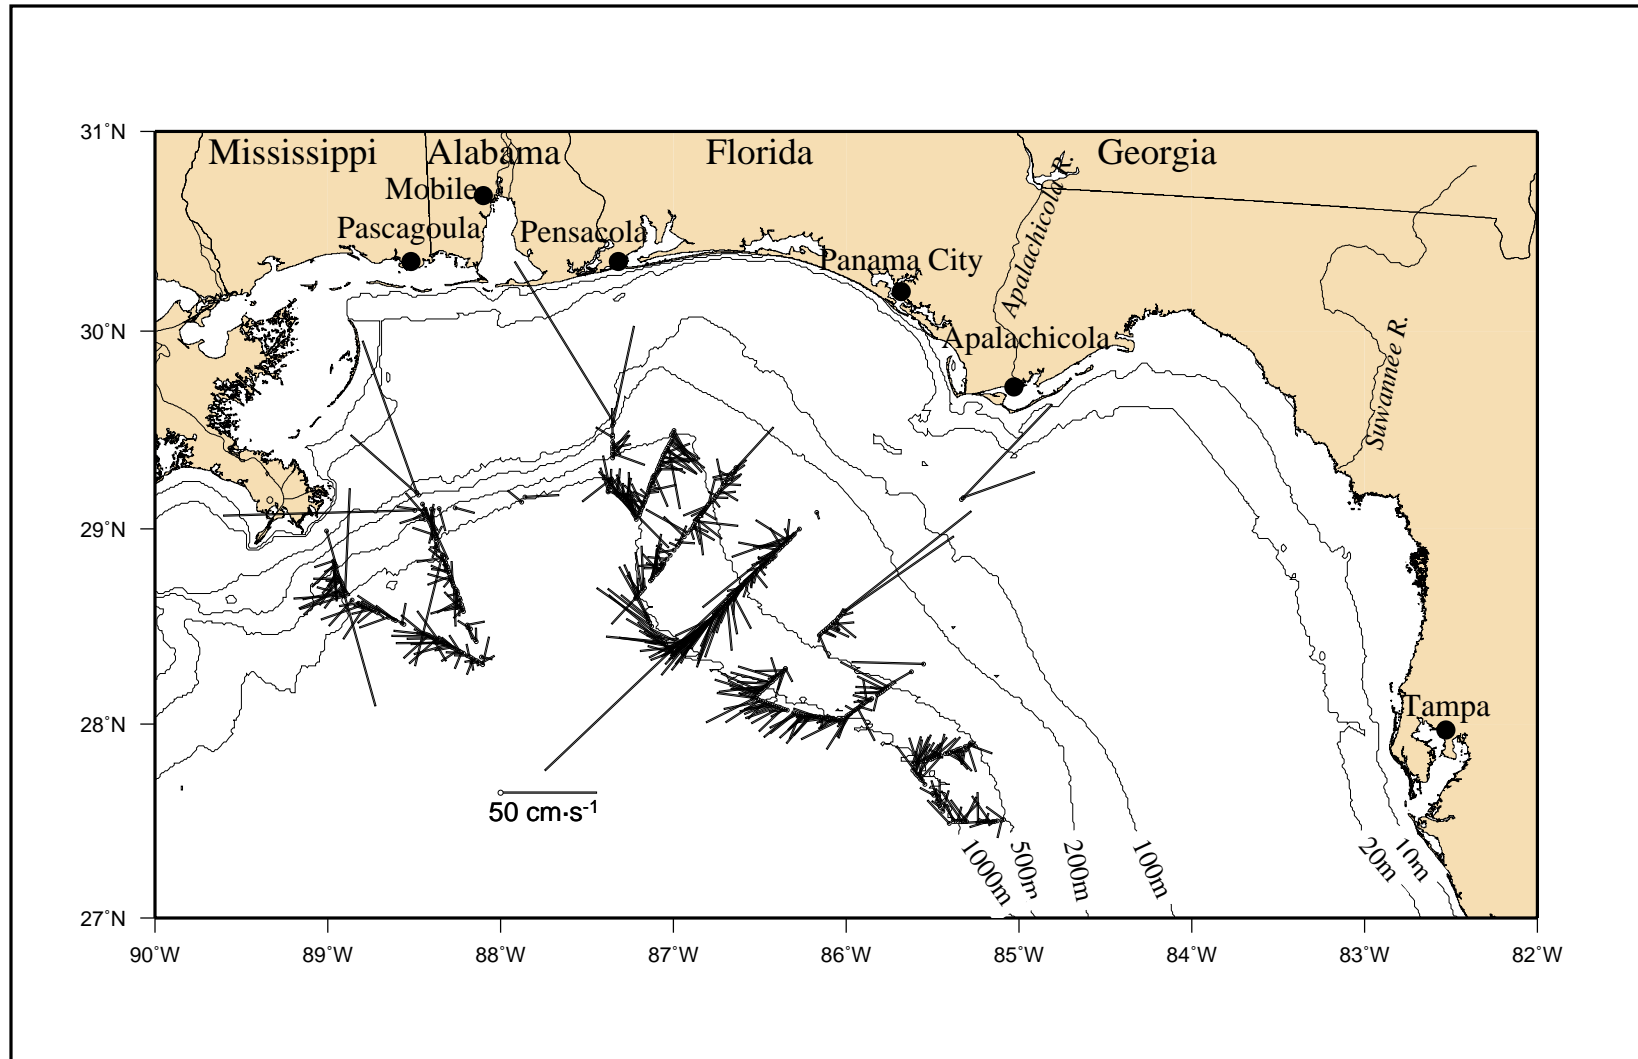 31°N
Mississippi Alabama Florida Georgia
Mobile
Apalachicola R.
Pascagoula Pensacola
Panama City
30°N
Apalachicola
Suwannee R.
29°N
28°N
Tampa
50 cm·s-1
1000m 500m 200m 100m 20m 10m
27°N
90°W 89°W 88°W 87°W 86°W 85°W 84°W 83°W 82°W